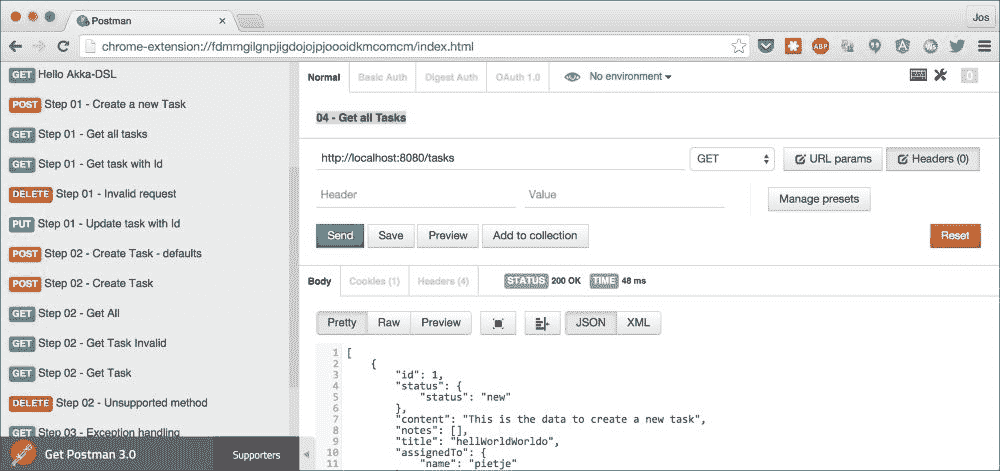 Postman
Jos
chrome-extension://fdmmgilgnpjigdojojpjoooidkmcomcm/index.html
ABP
GET Hello Akka-DSL
POST Step 01 - Create a new Task
GET Step 01 - Get all tasks
GET Step 01 - Get task with Id
DELETE Step 01 - Invalid request
PUT Step 01 - Update task with Id
POST Step 02 - Create Task - defaults
POST Step 02 - Create Task
GET Step 02 - Get All
GET Step 02 - Get Task Invalid
GET Step 02 - Get Task
DELETE Step 02 - Unsupported method
GET Step 03 - Exception handling
Get Postman 3.0 Supporters
Normal Basic Auth Digest Auth OAuth 1.0 No environment 0
04 - Get all Tasks
http://localhost:8080/tasks GET URL params Headers (0)
Header Value Manage presets
Send Save Preview Add to collection Reset
Body Cookies (1) Headers (4) STATUS 200 OK TIME 48 ms
Pretty Raw Preview JSON XML
1 [
2 {
3 "id": 1,
4 "status": {
5 "status": "new"
6 },
7 "content": "This is the data to create a new task",
8 "notes": [],
9 "title": "hellWorldWorldo",
10 "assignedTo": {
11 "name": "pietje"